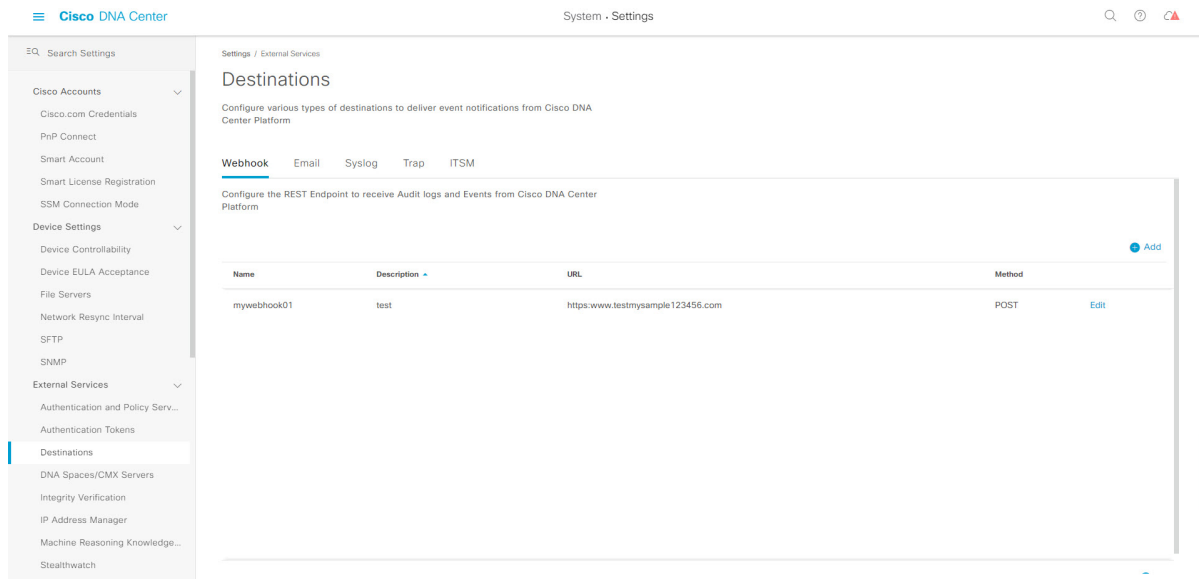 Cisco DNA Center
System · Settings
Search Settings
Cisco Accounts
Cisco.com Credentials
PnP Connect
Smart Account
Smart License Registration
SSM Connection Mode
Device Settings
Device Controllability
Device EULA Acceptance
File Servers
Network Resync Interval
SFTP
SNMP
External Services
Authentication and Policy Serv...
Authentication Tokens
Destinations
DNA Spaces/CMX Servers
Integrity Verification
IP Address Manager
Machine Reasoning Knowledge...
Stealthwatch
Settings / External Services
Destinations
Configure various types of destinations to deliver event notifications from Cisco DNA
Center Platform
Webhook Email Syslog Trap ITSM
Configure the REST Endpoint to receive Audit logs and Events from Cisco DNA Center
Platform
Add
Name Description URL Method
mywebhook01 test https:www.testmysample123456.com POST Edit